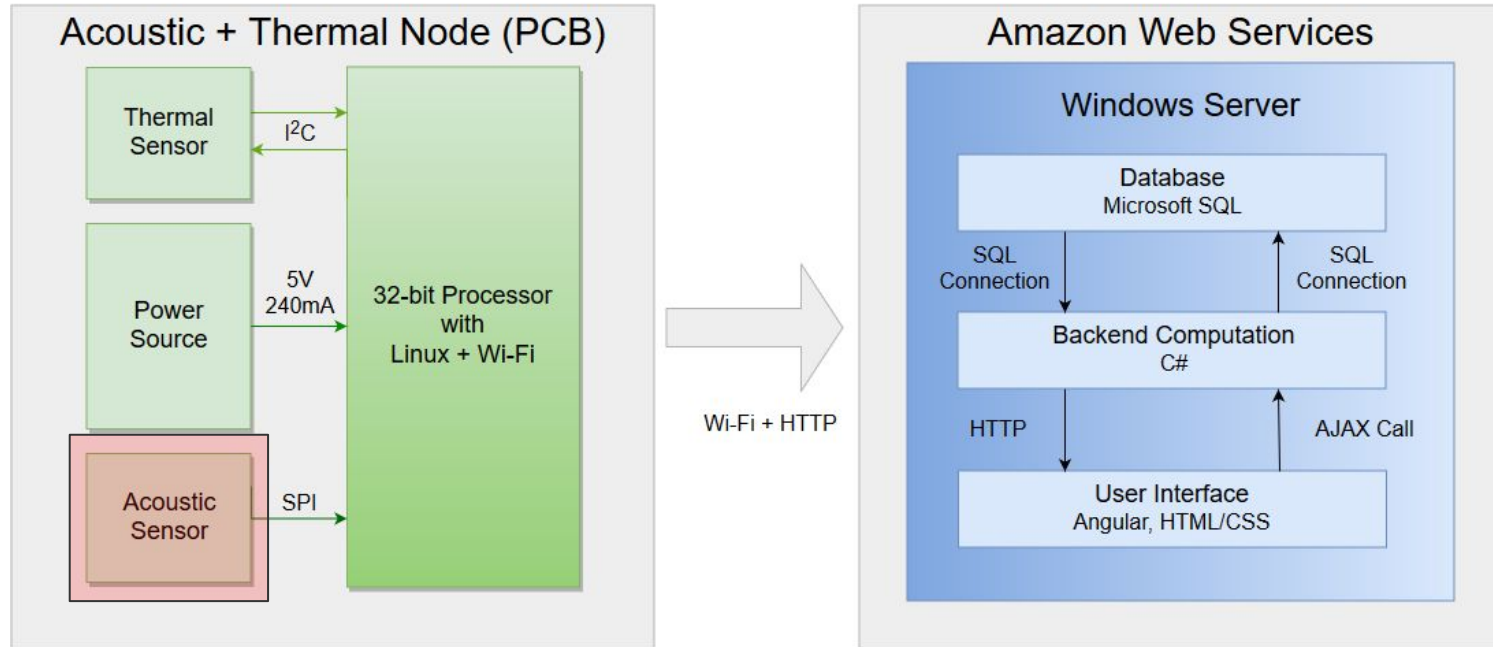 Acoustic + Thermal Node (PCB)
Thermal
Sensor
I²C
Power
Source
5V
240mA
32-bit Processor
with
Linux + Wi-Fi
Acoustic
Sensor
SPI
Wi-Fi + HTTP
Amazon Web Services
Windows Server
Database
Microsoft SQL
SQL
Connection
SQL
Connection
Backend Computation
C#
HTTP
AJAX Call
User Interface
Angular, HTML/CSS